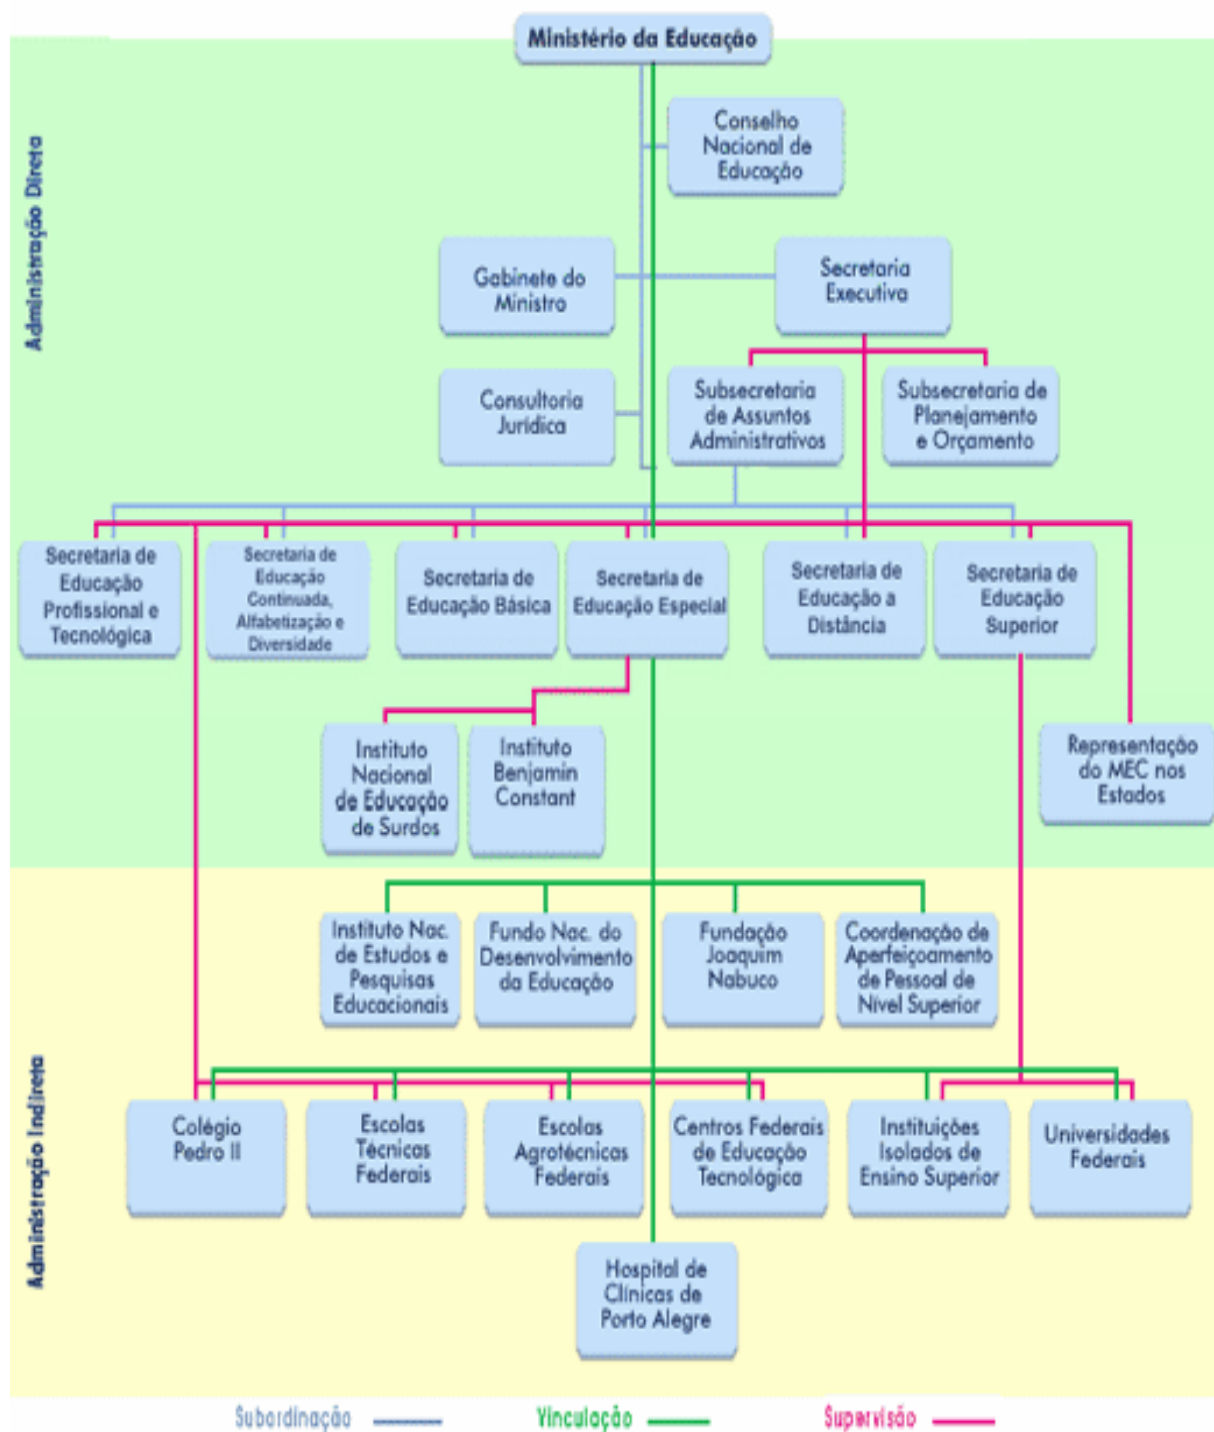 Ministério da Educação
Administração Direta
Conselho
Nacional de
Educação
Gabinete do
Ministro
Secretaria
Executiva
Consultoria
Jurídica
Subsecretaria
de Assuntos
Administrativos
Subsecretaria de
Planejamento
e Orçamento
Secretaria de
Educação
Profissional e
Tecnológica
Secretaria de
Educação
Continuada,
Alfabetização e
Diversidade
Secretaria de
Educação Básica
Secretaria de
Educação Especial
Secretaria de
Educação a
Distância
Secretaria de
Educação
Superior
Instituto
Nacional
de Educação
de Surdos
Instituto
Benjamin
Constant
Representação
do MEC nos
Estados
Administração Indireta
Instituto Nac.
de Estudos e
Pesquisas
Educacionais
Fundo Nac. do
Desenvolvimento
da Educação
Fundação
Joaquim
Nabuco
Coordenação de
Aperfeiçoamento
de Pessoal de
Nível Superior
Colégio
Pedro II
Escolas
Técnicas
Federais
Escolas
Agrotécnicas
Federais
Centros Federais
de Educação
Tecnológica
Instituições
Isolados de
Ensino Superior
Universidades
Federais
Hospital de
Clínicas de
Porto Alegre
Subordinação
Vinculação
Supervisão